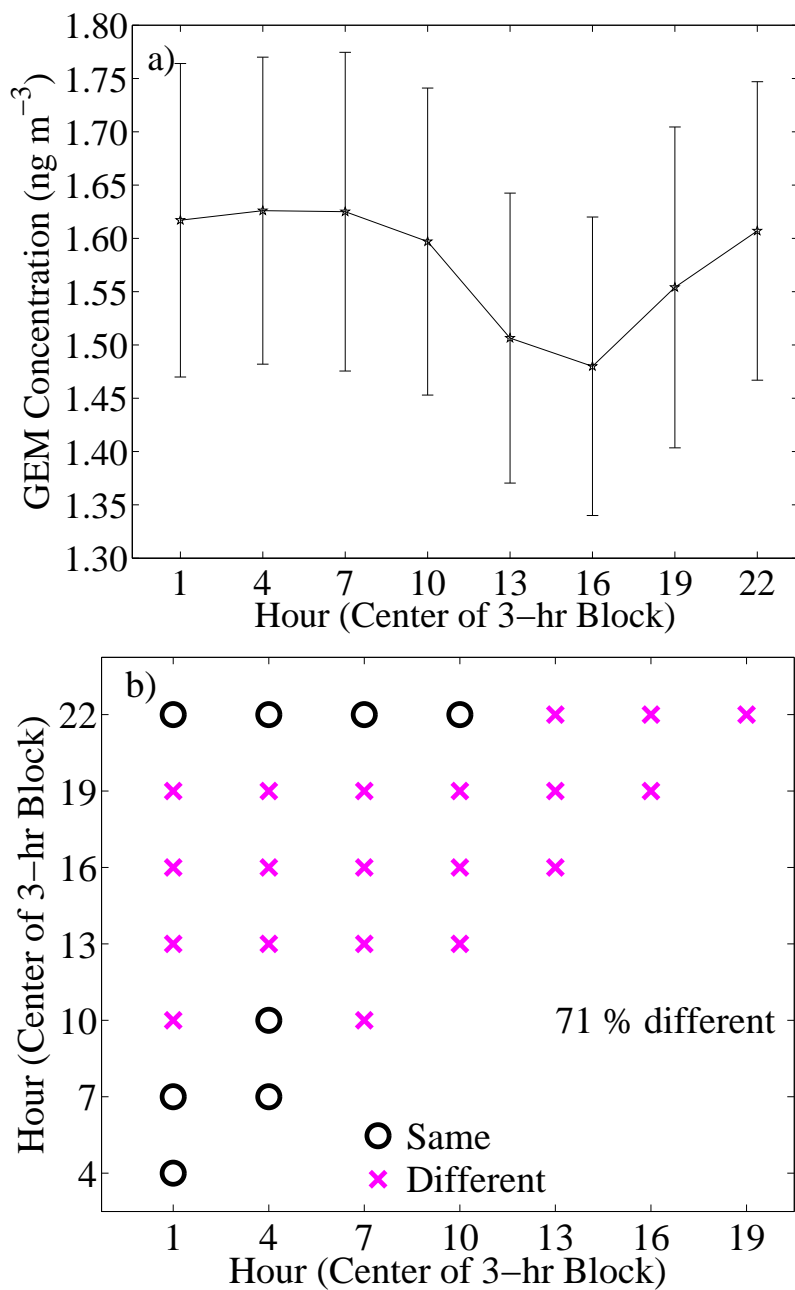 a)
GEM Concentration (ng m−3)
1.80
1.75
1.70
1.65
1.60
1.55
1.50
1.45
1.40
1.35
1.30
1 4 7 10 13 16 19 22
Hour (Center of 3−hr Block)
b)
Hour (Center of 3−hr Block)
22
19
16
13
10
7
4
71 % different
Same
Different
1 4 7 10 13 16 19
Hour (Center of 3−hr Block)